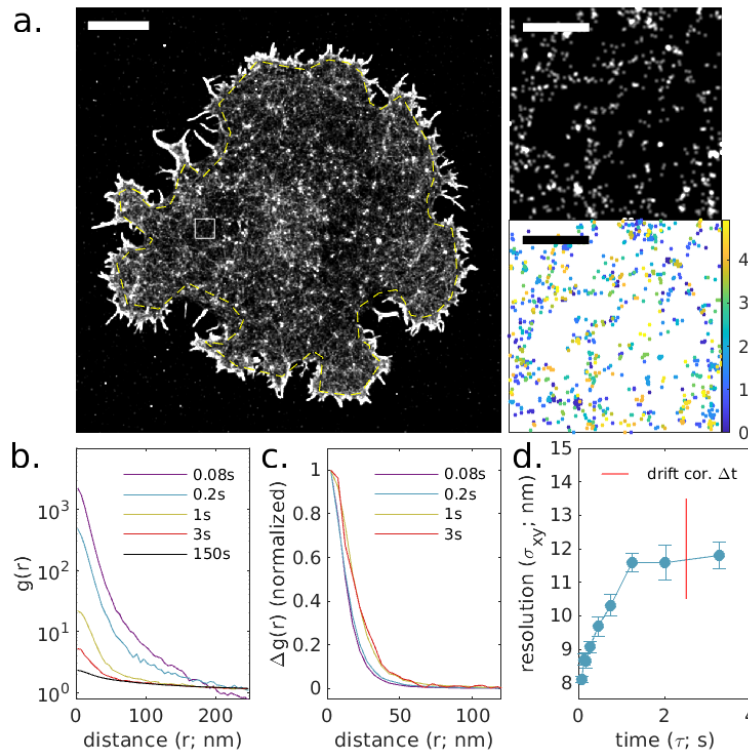 a.
4
3
2
1
0
b.
g(r)
10³
10²
10¹
10⁰
0.08s
0.2s
1s
3s
150s
0
100
200
distance (r; nm)
c.
Δg(r) (normalized)
1
0.8
0.6
0.4
0.2
0
0.08s
0.2s
1s
3s
0
50
100
distance (r; nm)
d.
resolution (σxy; nm)
15
14
13
12
11
10
9
8
drift cor. Δt
0
2
4
time (τ; s)